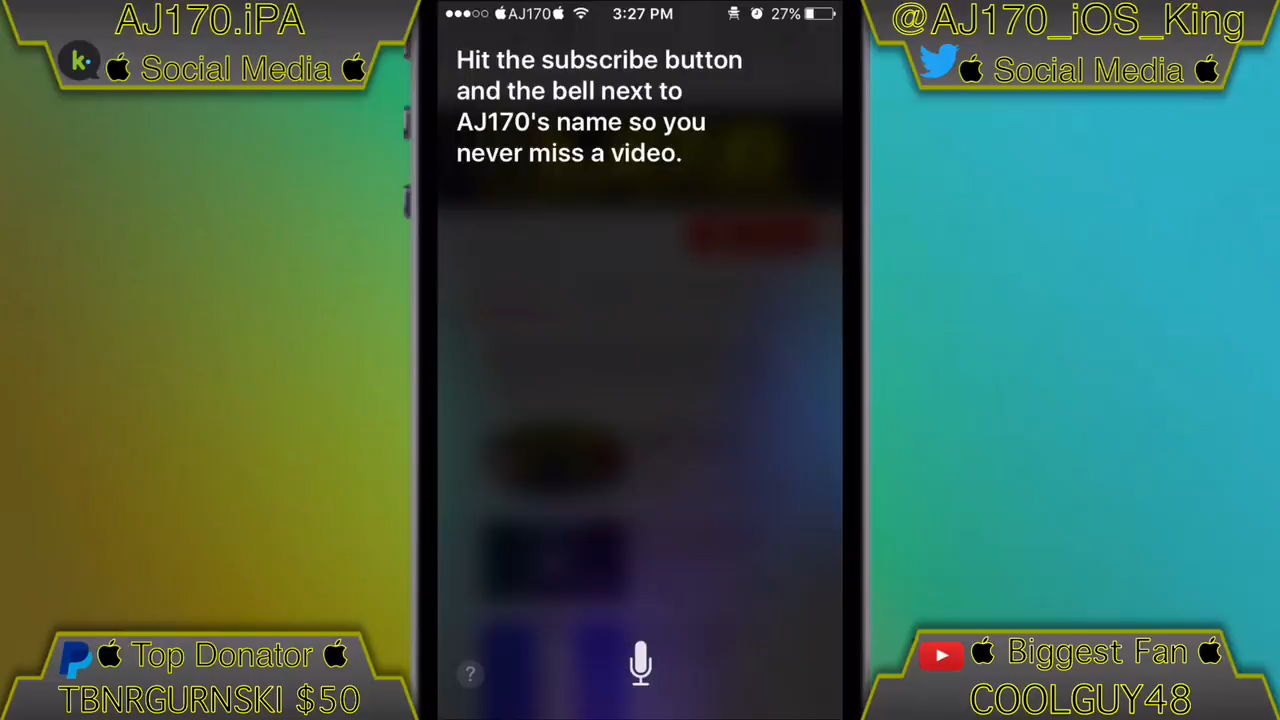 AJ170.iPA
Social Media
@AJ170_iOS_King
Social Media
AJ170 3:27 PM 27%
Hit the subscribe button
and the bell next to
AJ170's name so you
never miss a video.
?
Top Donator
TBNRGURNSKI $50
Biggest Fan
COOLGUY48